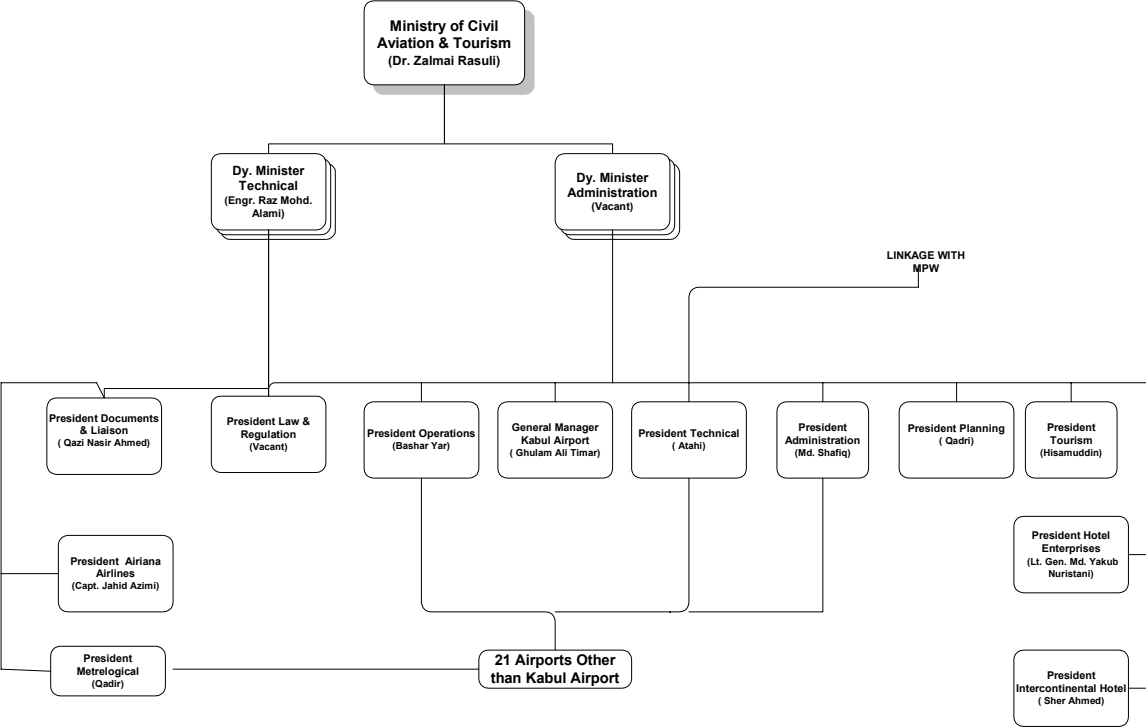 Ministry of Civil
Aviation & Tourism
(Dr. Zalmai Rasuli)
Dy. Minister
Technical
(Engr. Raz Mohd.
Alami)
Dy. Minister
Administration
(Vacant)
LINKAGE WITH
MPW
President Documents
& Liaison
( Qazi Nasir Ahmed)
President Law &
Regulation
(Vacant)
President Operations
(Bashar Yar)
General Manager
Kabul Airport
( Ghulam Ali Timar)
President Technical
( Atahi)
President
Administration
(Md. Shafiq)
President Planning
( Qadri)
President
Tourism
(Hisamuddin)
President Airiana
Airlines
(Capt. Jahid Azimi)
President Hotel
Enterprises
(Lt. Gen. Md. Yakub
Nuristani)
President
Metrelogical
(Qadir)
21 Airports Other
than Kabul Airport
President
Intercontinental Hotel
( Sher Ahmed)